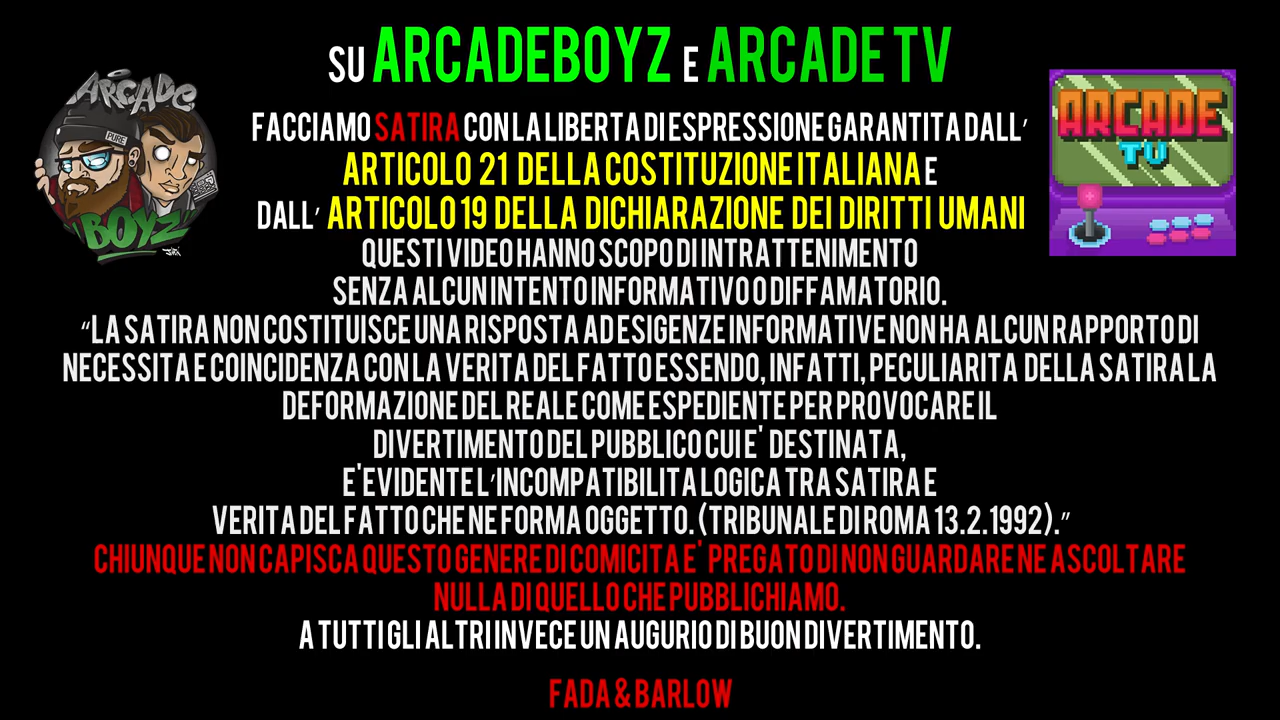 SU ARCADEBOYZ E ARCADE TV
FACCIAMO SATIRA CON LA LIBERTA DI ESPRESSIONE GARANTITA DALL'
ARTICOLO 21 DELLA COSTITUZIONE ITALIANA E
DALL' ARTICOLO 19 DELLA DICHIARAZIONE DEI DIRITTI UMANI
QUESTI VIDEO HANNO SCOPO DI INTRATTENIMENTO
SENZA ALCUN INTENTO INFORMATIVO O DIFFAMATORIO.
"LA SATIRA NON COSTITUISCE UNA RISPOSTA AD ESIGENZE INFORMATIVE NON HA ALCUN RAPPORTO DI
NECESSITA E COINCIDENZA CON LA VERITA DEL FATTO ESSENDO, INFATTI, PECULIARITA DELLA SATIRA LA
DEFORMAZIONE DEL REALE COME ESPEDIENTE PER PROVOCARE IL
DIVERTIMENTO DEL PUBBLICO CUI E' DESTINATA,
E' EVIDENTE L'INCOMPATIBILITA LOGICA TRA SATIRA E
VERITA DEL FATTO CHE NE FORMA OGGETTO. (TRIBUNALE DI ROMA 13.2.1992)."
CHIUNQUE NON CAPISCA QUESTO GENERE DI COMICITA E' PREGATO DI NON GUARDARE NE ASCOLTARE
NULLA DI QUELLO CHE PUBBLICHIAMO.
A TUTTI GLI ALTRI INVECE UN AUGURIO DI BUON DIVERTIMENTO.
FADA & BARLOW
ARCADE
PURE
BOYZ
ARCADE
TV